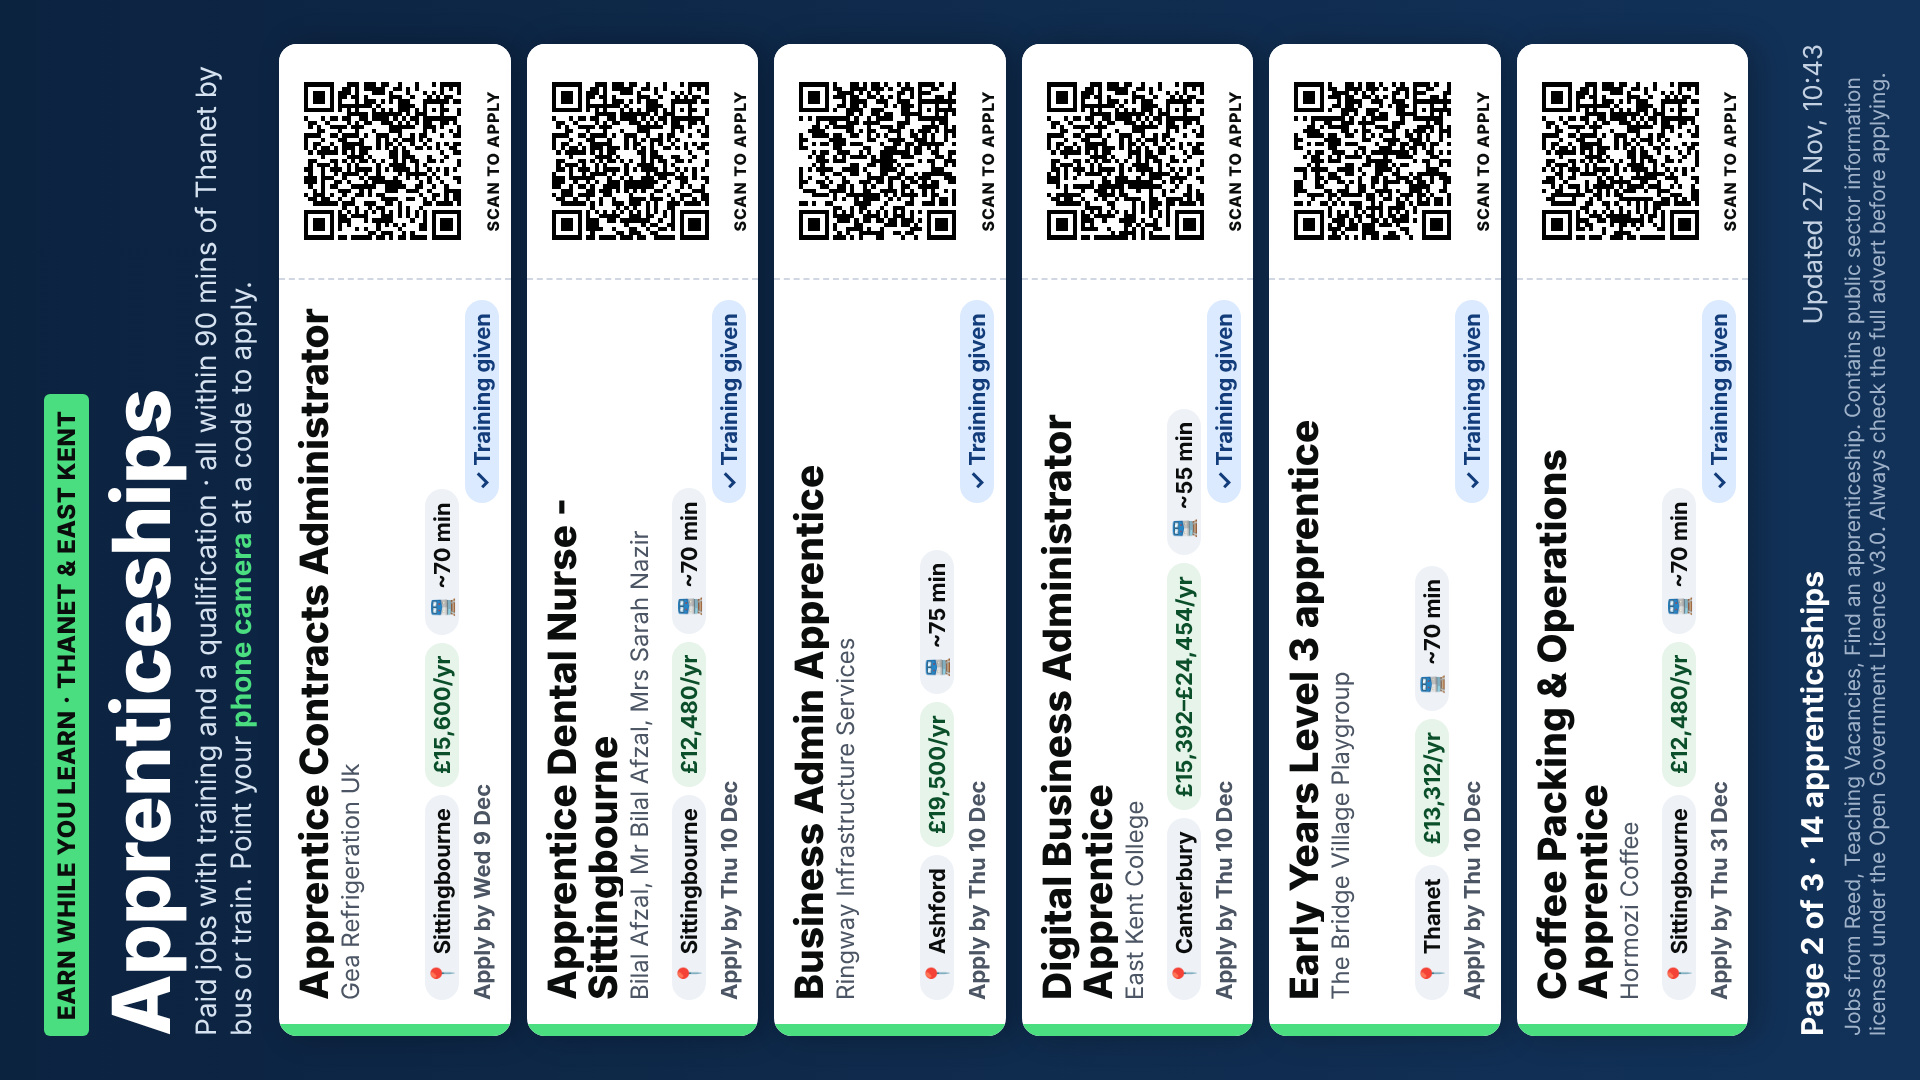 EARN WHILE YOU LEARN · THANET & EAST KENT
Apprenticeships
Paid jobs with training and a qualification · all within 90 mins of Thanet by
bus or train. Point your phone camera at a code to apply.
Apprentice Contracts Administrator
Gea Refrigeration Uk
📍 Sittingbourne £15,600/yr 🚆 ~70 min
Apply by Wed 9 Dec ✓ Training given
SCAN TO APPLY
Apprentice Dental Nurse -
Sittingbourne
Bilal Afzal, Mr Bilal Afzal, Mrs Sarah Nazir
📍 Sittingbourne £12,480/yr 🚆 ~70 min
Apply by Thu 10 Dec ✓ Training given
SCAN TO APPLY
Business Admin Apprentice
Ringway Infrastructure Services
📍 Ashford £19,500/yr 🚆 ~75 min
Apply by Thu 10 Dec ✓ Training given
SCAN TO APPLY
Digital Business Administrator
Apprentice
East Kent College
📍 Canterbury £15,392–£24,454/yr 🚆 ~55 min
Apply by Thu 10 Dec ✓ Training given
SCAN TO APPLY
Early Years Level 3 apprentice
The Bridge Village Playgroup
📍 Thanet £13,312/yr 🚆 ~70 min
Apply by Thu 10 Dec ✓ Training given
SCAN TO APPLY
Coffee Packing & Operations
Apprentice
Hormozi Coffee
📍 Sittingbourne £12,480/yr 🚆 ~70 min
Apply by Thu 31 Dec ✓ Training given
SCAN TO APPLY
Page 2 of 3 · 14 apprenticeships Updated 27 Nov, 10:43
Jobs from Reed, Teaching Vacancies, Find an apprenticeship. Contains public sector information
licensed under the Open Government Licence v3.0. Always check the full advert before applying.